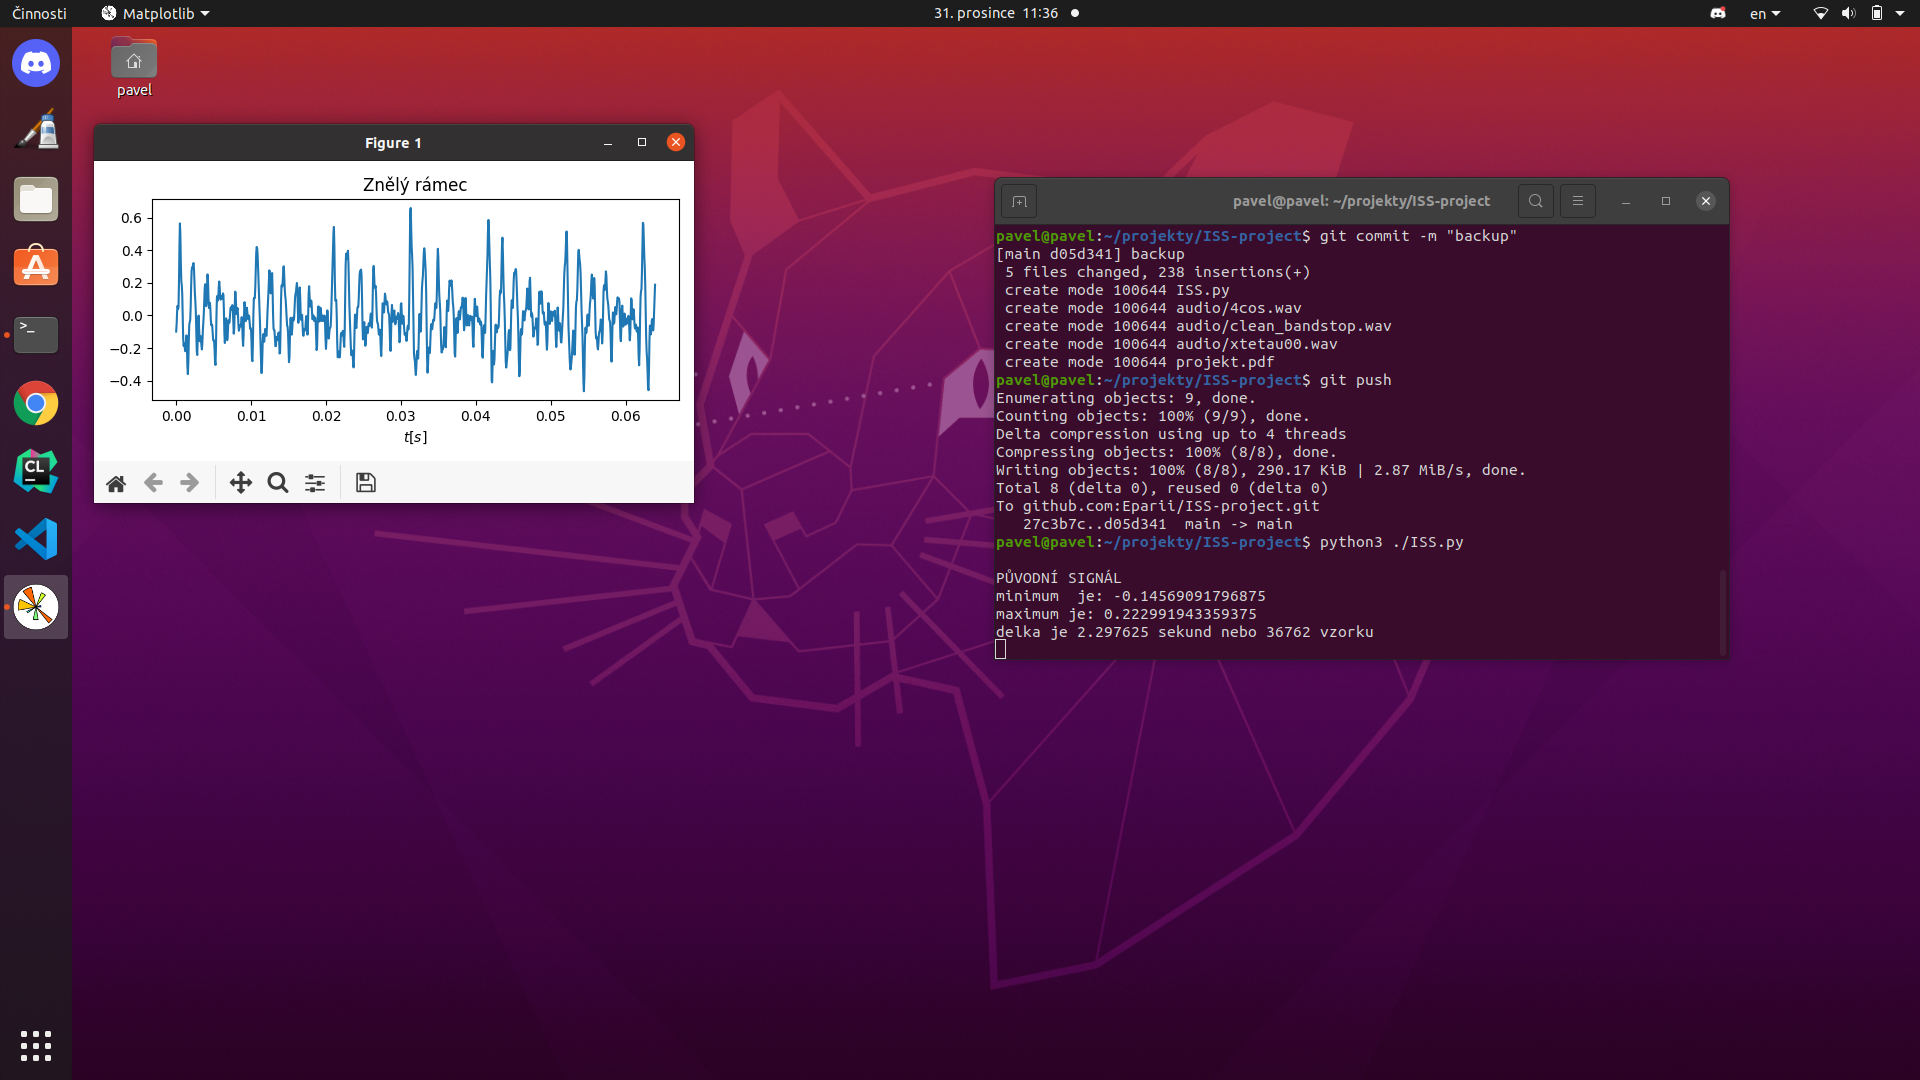 Činnosti
Matplotlib
31. prosince 11:36
en
pavel
Figure 1
Znělý rámec
0.6
0.4
0.2
0.0
−0.2
−0.4
0.00 0.01 0.02 0.03 0.04 0.05 0.06
t[s]
CL
pavel@pavel: ~/projekty/ISS-project
pavel@pavel:~/projekty/ISS-project$ git commit -m "backup"
[main d05d341] backup
5 files changed, 238 insertions(+)
create mode 100644 ISS.py
create mode 100644 audio/4cos.wav
create mode 100644 audio/clean_bandstop.wav
create mode 100644 audio/xtetau00.wav
create mode 100644 projekt.pdf
pavel@pavel:~/projekty/ISS-project$ git push
Enumerating objects: 9, done.
Counting objects: 100% (9/9), done.
Delta compression using up to 4 threads
Compressing objects: 100% (8/8), done.
Writing objects: 100% (8/8), 290.17 KiB | 2.87 MiB/s, done.
Total 8 (delta 0), reused 0 (delta 0)
To github.com:Eparii/ISS-project.git
27c3b7c..d05d341  main -> main
pavel@pavel:~/projekty/ISS-project$ python3 ./ISS.py
PŮVODNÍ SIGNÁL
minimum  je: -0.14569091796875
maximum je: 0.222991943359375
delka je 2.297625 sekund nebo 36762 vzorku